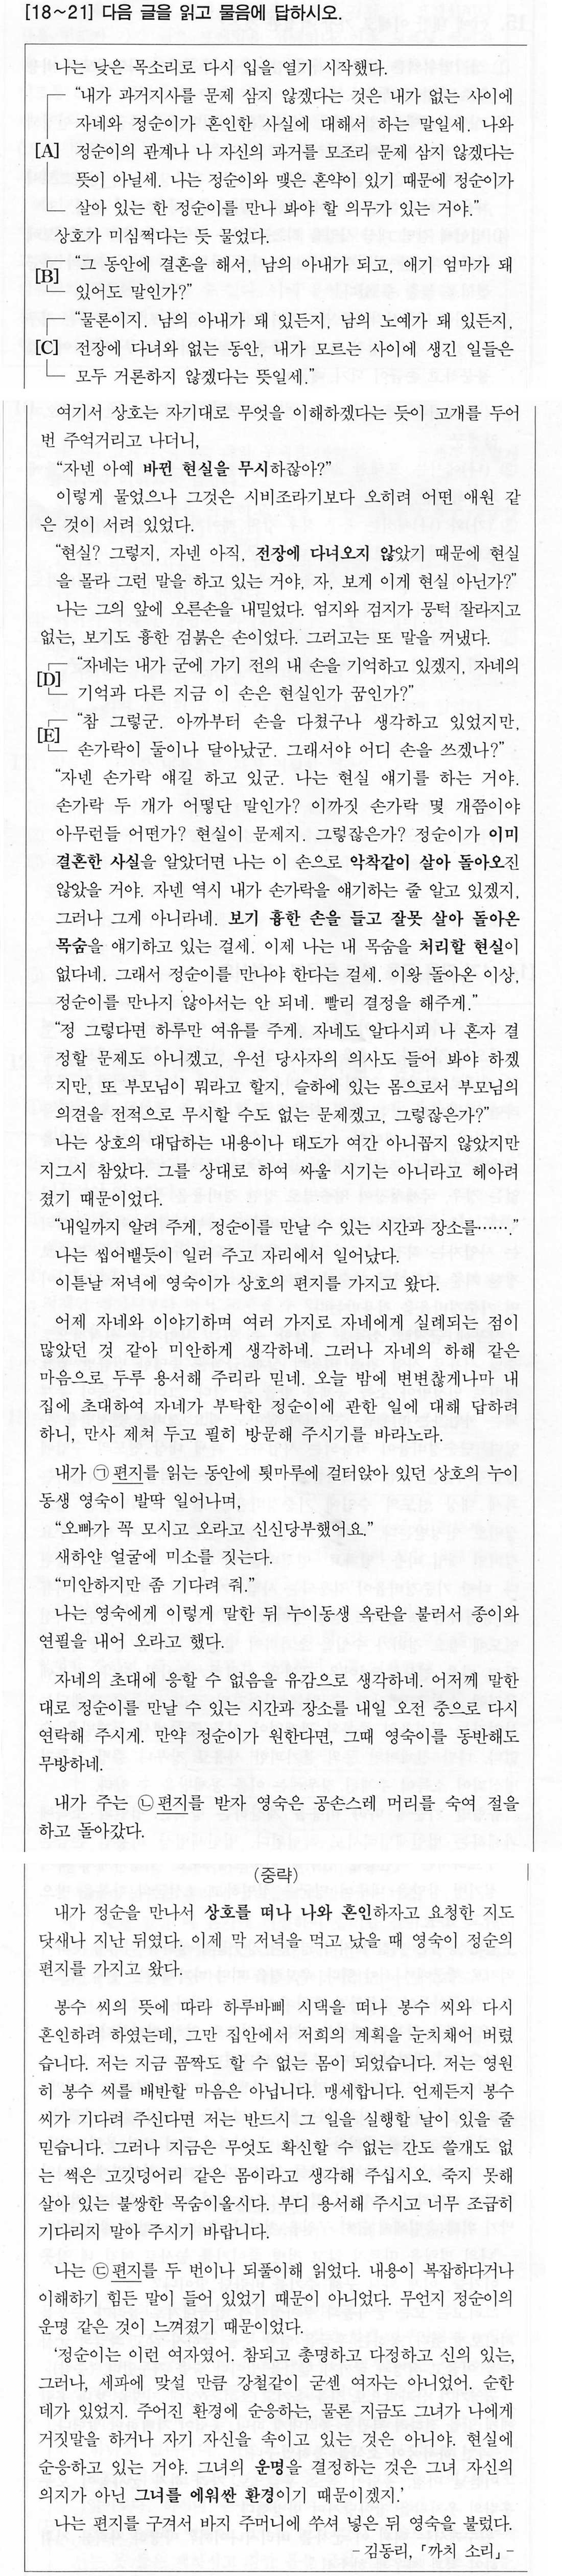 [18~21] 다음 글을 읽고 물음에 답하시오.
나는 낮은 목소리로 다시 입을 열기 시작했다.
“내가 과거지사를 문제 삼지 않겠다는 것은 내가 없는 사이에
자네와 정순이가 혼인한 사실에 대해서 하는 말일세. 나와
[A] 정순이의 관계나 나 자신의 과거를 모조리 문제 삼지 않겠다는
뜻이 아닐세. 나는 정순이와 맺은 혼약이 있기 때문에 정순이가
살아 있는 한 정순이를 만나 봐야 할 의무가 있는 거야.”
상호가 미심쩍다는 듯 물었다.
[B] “그 동안에 결혼을 해서, 남의 아내가 되고, 애기 엄마가 돼
있어도 말인가?”
“물론이지. 남의 아내가 돼 있든지, 남의 노예가 돼 있든지,
[C] 전장에 다녀와 없는 동안, 내가 모르는 사이에 생긴 일들은
모두 거론하지 않겠다는 뜻일세.”
여기서 상호는 자기대로 무엇을 이해하겠다는 듯이 고개를 두어
번 주억거리고 나더니,
“자넨 아예 바뀐 현실을 무시하잖아?”
이렇게 물었으나 그것은 시비조라기보다 오히려 어떤 애원 같
은 것이 서려 있었다.
“현실? 그렇지, 자넨 아직, 전장에 다녀오지 않았기 때문에 현실
을 몰라 그런 말을 하고 있는 거야, 자, 보게 이게 현실 아닌가?”
나는 그의 앞에 오른손을 내밀었다. 엄지와 검지가 뭉턱 잘라지고
없는, 보기도 흉한 검붉은 손이었다. 그러고는 또 말을 꺼냈다.
[D] “자네는 내가 군에 가기 전의 내 손을 기억하고 있겠지, 자네의
기억과 다른 지금 이 손은 현실인가 꿈인가?”
[E] “참 그렇군. 아까부터 손을 다쳤구나 생각하고 있었지만,
손가락이 둘이나 달아났군. 그래서야 어디 손을 쓰겠나?”
“자넨 손가락 얘길 하고 있군. 나는 현실 얘기를 하는 거야.
손가락 두 개가 어떻단 말인가? 이까짓 손가락 몇 개쯤이야
아무런들 어떤가? 현실이 문제지. 그렇잖은가? 정순이가 이미
결혼한 사실을 알았더면 나는 이 손으로 악착같이 살아 돌아오진
않았을 거야. 자넨 역시 내가 손가락을 얘기하는 줄 알고 있겠지,
그러나 그게 아니라네. 보기 흉한 손을 들고 잘못 살아 돌아온
목숨을 얘기하고 있는 걸세. 이제 나는 내 목숨을 처리할 현실이
없다네. 그래서 정순이를 만나야 한다는 걸세. 이왕 돌아온 이상,
정순이를 만나지 않아서는 안 되네. 빨리 결정을 해주게.”
“정 그렇다면 하루만 여유를 주게. 자네도 알다시피 나 혼자 결
정할 문제도 아니겠고, 우선 당사자의 의사도 들어 봐야 하겠
지만, 또 부모님이 뭐라고 할지, 슬하에 있는 몸으로서 부모님의
의견을 전적으로 무시할 수도 없는 문제겠고, 그렇잖은가?”
나는 상호의 대답하는 내용이나 태도가 여간 아니꼽지 않았지만
지그시 참았다. 그를 상대로 하여 싸울 시기는 아니라고 헤아려
졌기 때문이었다.
“내일까지 알려 주게, 정순이를 만날 수 있는 시간과 장소를⋯⋯.”
나는 씹어뱉듯이 일러 주고 자리에서 일어났다.
이튿날 저녁에 영숙이가 상호의 편지를 가지고 왔다.
어제 자네와 이야기하며 여러 가지로 자네에게 실례되는 점이
많았던 것 같아 미안하게 생각하네. 그러나 자네의 하해 같은
마음으로 두루 용서해 주리라 믿네. 오늘 밤에 변변찮게나마 내
집에 초대하여 자네가 부탁한 정순이에 관한 일에 대해 답하려
하니, 만사 제쳐 두고 필히 방문해 주시기를 바라노라.
내가 ㉠편지를 읽는 동안에 툇마루에 걸터앉아 있던 상호의 누이
동생 영숙이 발딱 일어나며,
“오빠가 꼭 모시고 오라고 신신당부했어요.”
새하얀 얼굴에 미소를 짓는다.
“미안하지만 좀 기다려 줘.”
나는 영숙에게 이렇게 말한 뒤 누이동생 옥란을 불러서 종이와
연필을 내어 오라고 했다.
자네의 초대에 응할 수 없음을 유감으로 생각하네. 어저께 말한
대로 정순이를 만날 수 있는 시간과 장소를 내일 오전 중으로 다시
연락해 주시게. 만약 정순이가 원한다면, 그때 영숙이를 동반해도
무방하네.
내가 주는 ㉡편지를 받자 영숙은 공손스레 머리를 숙여 절을
하고 돌아갔다.
(중략)
내가 정순을 만나서 상호를 떠나 나와 혼인하자고 요청한 지도
닷새나 지난 뒤였다. 이제 막 저녁을 먹고 났을 때 영숙이 정순의
편지를 가지고 왔다.
봉수 씨의 뜻에 따라 하루바삐 시댁을 떠나 봉수 씨와 다시
혼인하려 하였는데, 그만 집안에서 저희의 계획을 눈치채어 버렸
습니다. 저는 지금 꼼짝도 할 수 없는 몸이 되었습니다. 저는 영원
히 봉수 씨를 배반할 마음은 아닙니다. 맹세합니다. 언제든지 봉수
씨가 기다려 주신다면 저는 반드시 그 일을 실행할 날이 있을 줄
믿습니다. 그러나 지금은 무엇도 확신할 수 없는 간도 쓸개도 없
는 썩은 고깃덩어리 같은 몸이라고 생각해 주십시오. 죽지 못해
살아 있는 불쌍한 목숨이올시다. 부디 용서해 주시고 너무 조급히
기다리지 말아 주시기 바랍니다.
나는 ㉢편지를 두 번이나 되풀이해 읽었다. 내용이 복잡하다거나
이해하기 힘든 말이 들어 있었기 때문이 아니었다. 무언지 정순이의
운명 같은 것이 느껴졌기 때문이었다.
‘정순이는 이런 여자였어. 참되고 총명하고 다정하고 신의 있는,
그러나, 세파에 맞설 만큼 강철같이 굳센 여자는 아니었어. 순한
데가 있었지. 주어진 환경에 순응하는, 물론 지금도 그녀가 나에게
거짓말을 하거나 자기 자신을 속이고 있는 것은 아니야. 현실에
순응하고 있는 거야. 그녀의 운명을 결정하는 것은 그녀 자신의
의지가 아닌 그녀를 에워싼 환경이기 때문이겠지.’
나는 편지를 구겨서 바지 주머니에 쑤셔 넣은 뒤 영숙을 불렀다.
- 김동리, 「까치 소리」 -